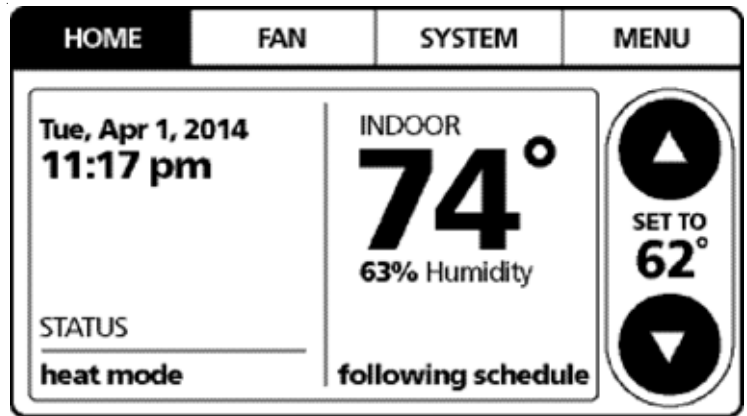 HOME FAN SYSTEM MENU
Tue, Apr 1, 2014
11:17 pm
STATUS
heat mode
INDOOR
74°
63% Humidity
following schedule
SET TO
62°